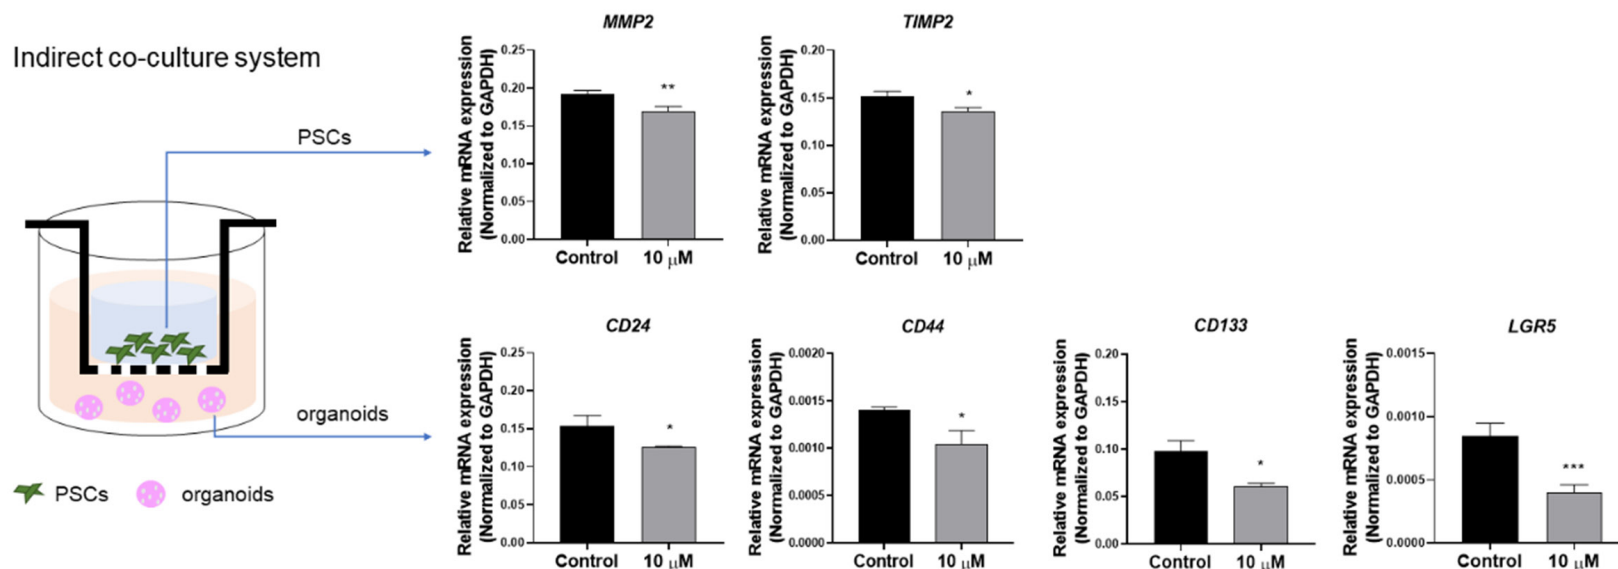 Indirect co-culture system
PSCs
organoids
PSCs
organoids
MMP2
Relative mRNA expression
(Normalized to GAPDH)
0.25
0.20
0.15
0.10
0.05
0.00
**
Control
10 μM
TIMP2
Relative mRNA expression
(Normalized to GAPDH)
0.20
0.15
0.10
0.05
0.00
*
Control
10 μM
CD24
Relative mRNA expression
(Normalized to GAPDH)
0.25
0.20
0.15
0.10
0.05
0.00
*
Control
10 μM
CD44
Relative mRNA expression
(Normalized to GAPDH)
0.0020
0.0015
0.0010
0.0005
0.0000
*
Control
10 μM
CD133
Relative mRNA expression
(Normalized to GAPDH)
0.20
0.15
0.10
0.05
0.00
*
Control
10 μM
LGR5
Relative mRNA expression
(Normalized to GAPDH)
0.0015
0.0010
0.0005
0.0000
***
Control
10 μM